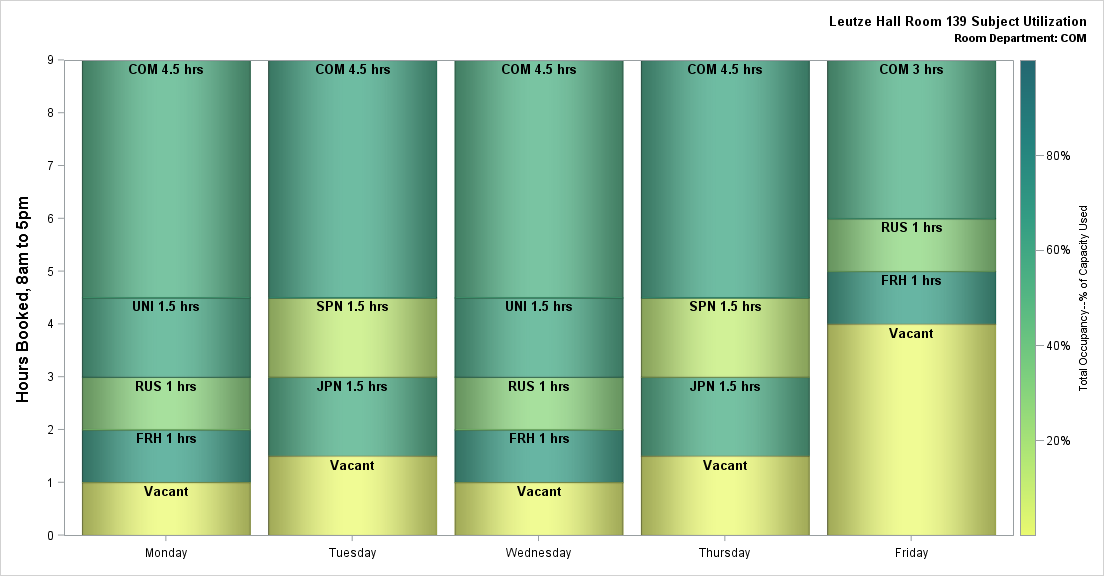 Leutze Hall Room 139 Subject Utilization
Room Department: COM
Hours Booked, 8am to 5pm
9
8
7
6
5
4
3
2
1
0
COM 4.5 hrs
UNI 1.5 hrs
RUS 1 hrs
FRH 1 hrs
Vacant
COM 4.5 hrs
SPN 1.5 hrs
JPN 1.5 hrs
Vacant
COM 4.5 hrs
UNI 1.5 hrs
RUS 1 hrs
FRH 1 hrs
Vacant
COM 4.5 hrs
SPN 1.5 hrs
JPN 1.5 hrs
Vacant
COM 3 hrs
RUS 1 hrs
FRH 1 hrs
Vacant
Monday
Tuesday
Wednesday
Thursday
Friday
80%
60%
40%
20%
Total Occupancy--% of Capacity Used